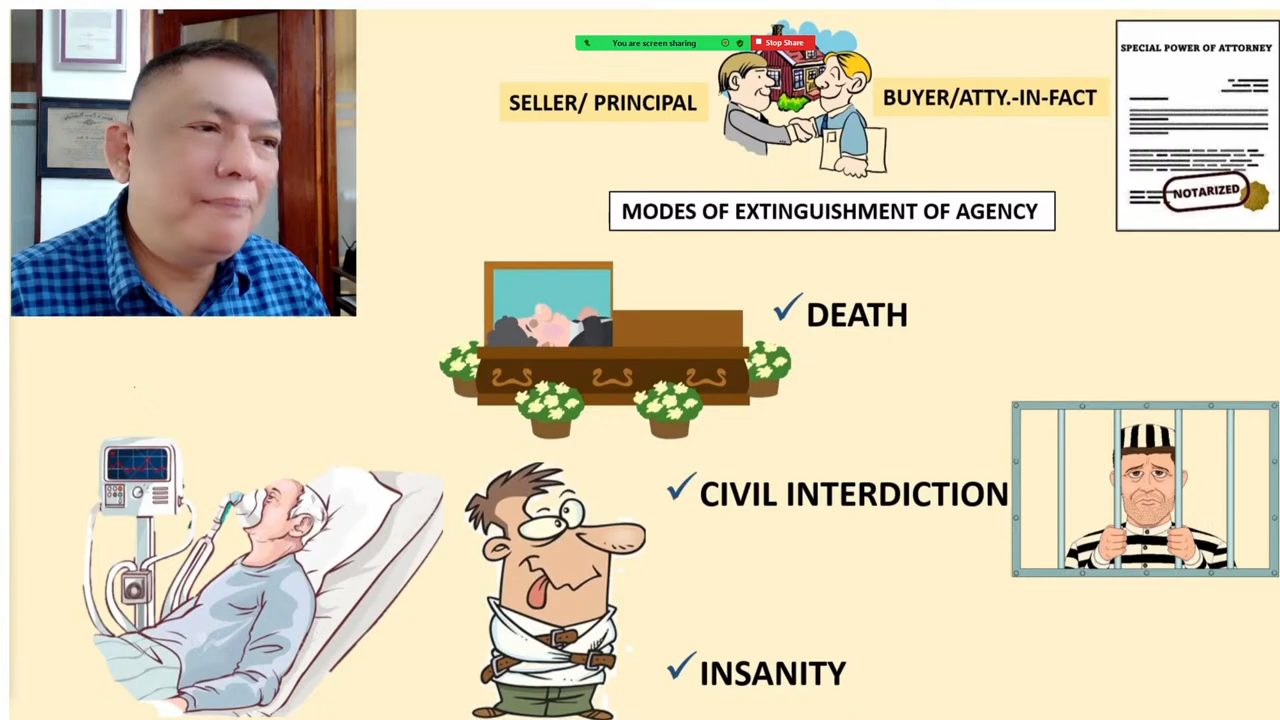 You are screen sharing
Stop Share
SELLER/ PRINCIPAL
BUYER/ATTY.-IN-FACT
SPECIAL POWER OF ATTORNEY
NOTARIZED
MODES OF EXTINGUISHMENT OF AGENCY
✓ DEATH
✓ CIVIL INTERDICTION
✓ INSANITY